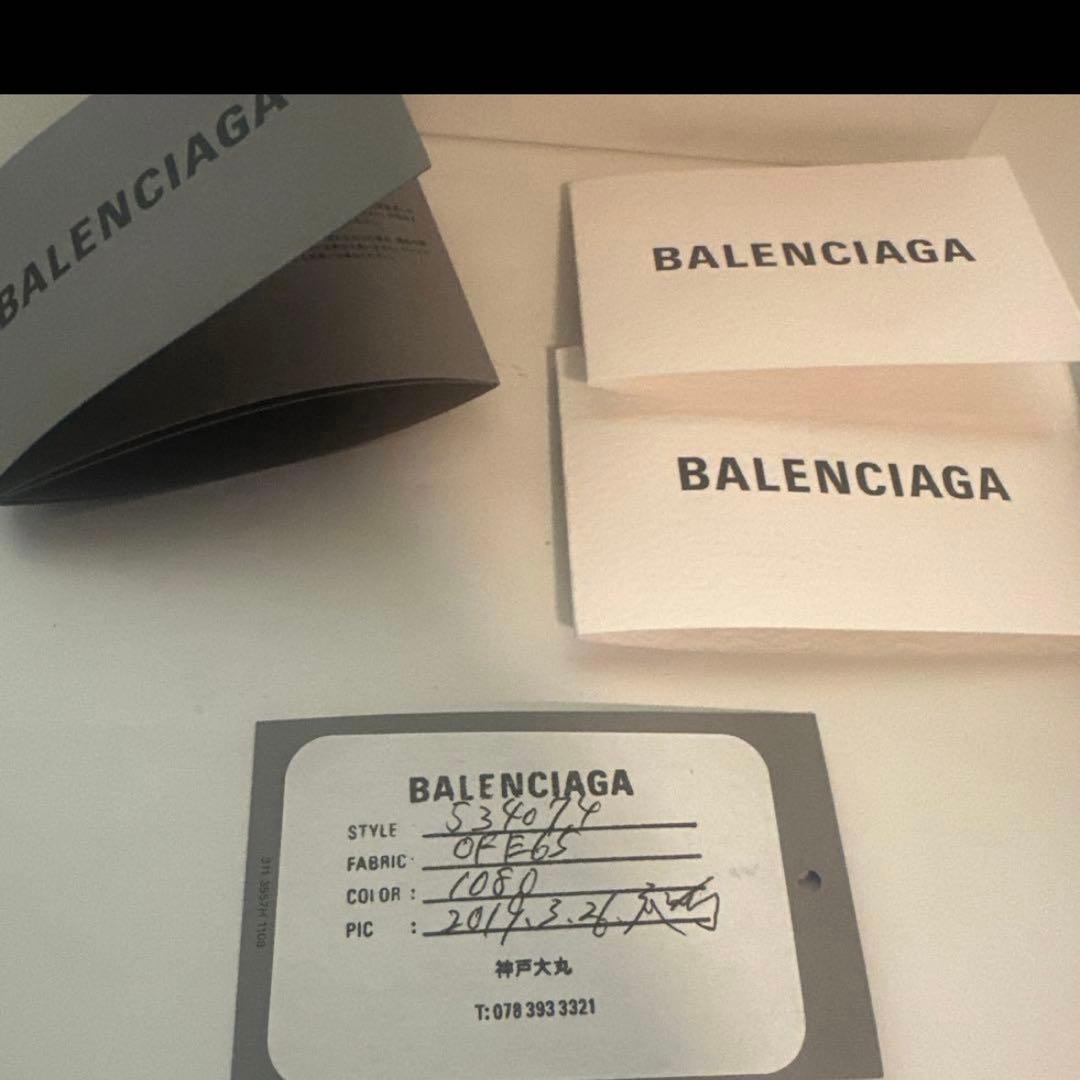 BALENCIAGA
BALENCIAGA
BALENCIAGA
BALENCIAGA
STYLE 534074
FABRIC 0FE65
COLOR : 1080
PIC : 2019.3.26.
神戸大丸
T: 078 393 3321